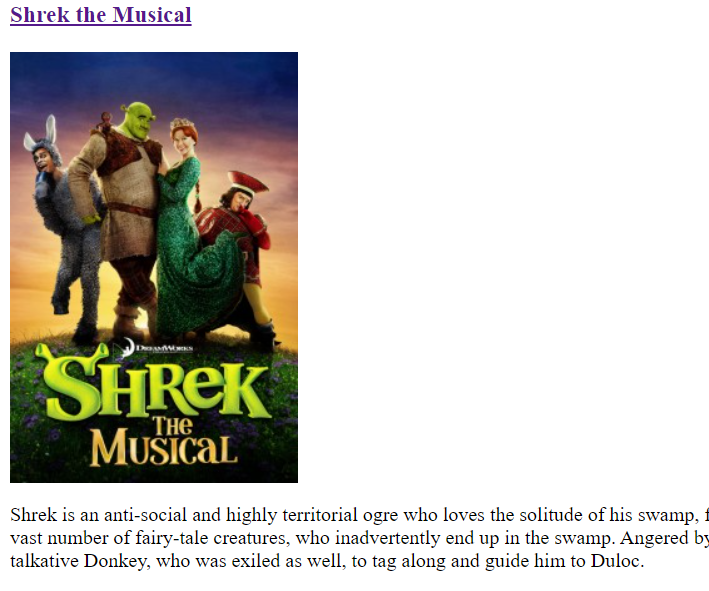 Shrek the Musical
DREAMWORKS
SHREK
THE
MUSICAL
Shrek is an anti-social and highly territorial ogre who loves the solitude of his swamp,
vast number of fairy-tale creatures, who inadvertently end up in the swamp. Angered by
talkative Donkey, who was exiled as well, to tag along and guide him to Duloc.